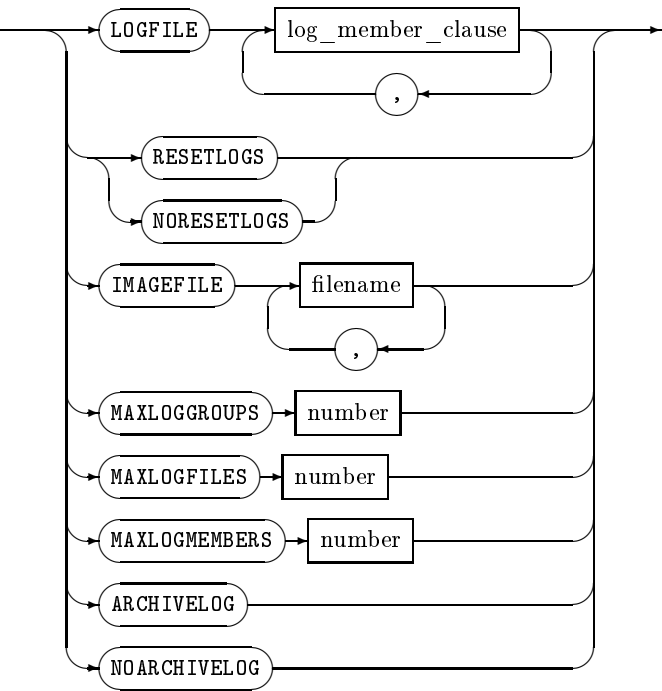 LOGFILE log_member_clause
,
RESETLOGS
NORESETLOGS
IMAGEFILE filename
,
MAXLOGGROUPS number
MAXLOGFILES number
MAXLOGMEMBERS number
ARCHIVELOG
NOARCHIVELOG